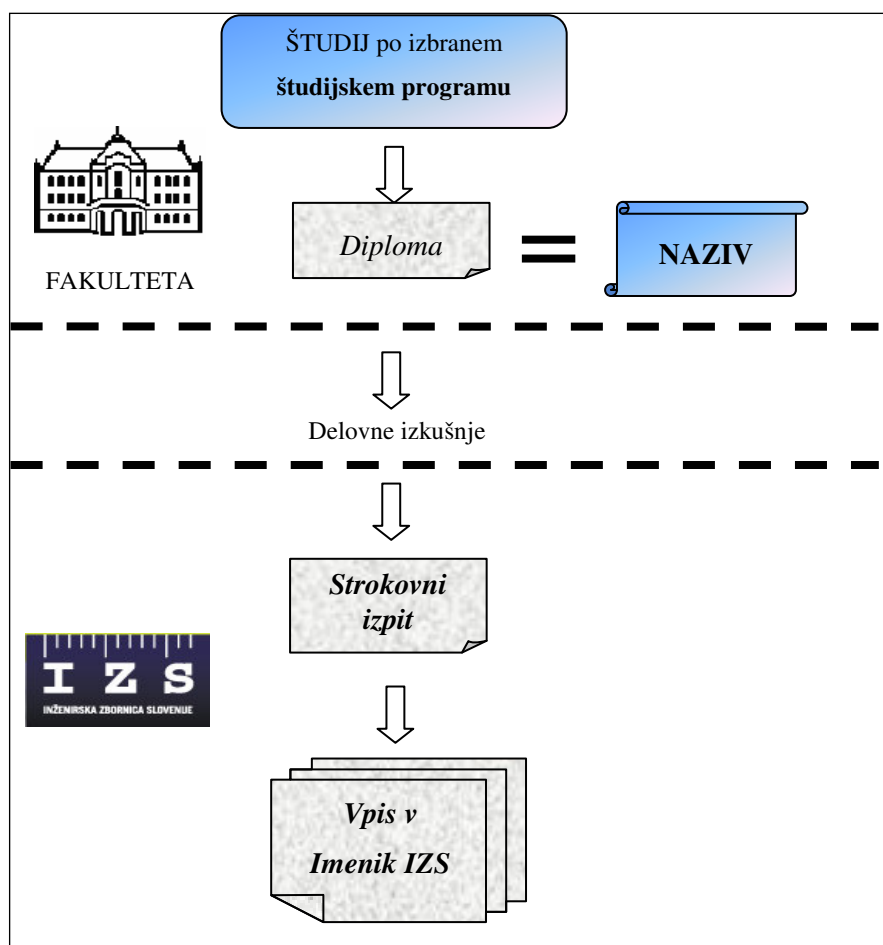 ŠTUDIJ po izbranem
študijskem programu
Diploma
NAZIV
FAKULTETA
Delovne izkušnje
Strokovni
izpit
I Z S
INŽENIRSKA ZBORNICA SLOVENIJE
Vpis v
Imenik IZS